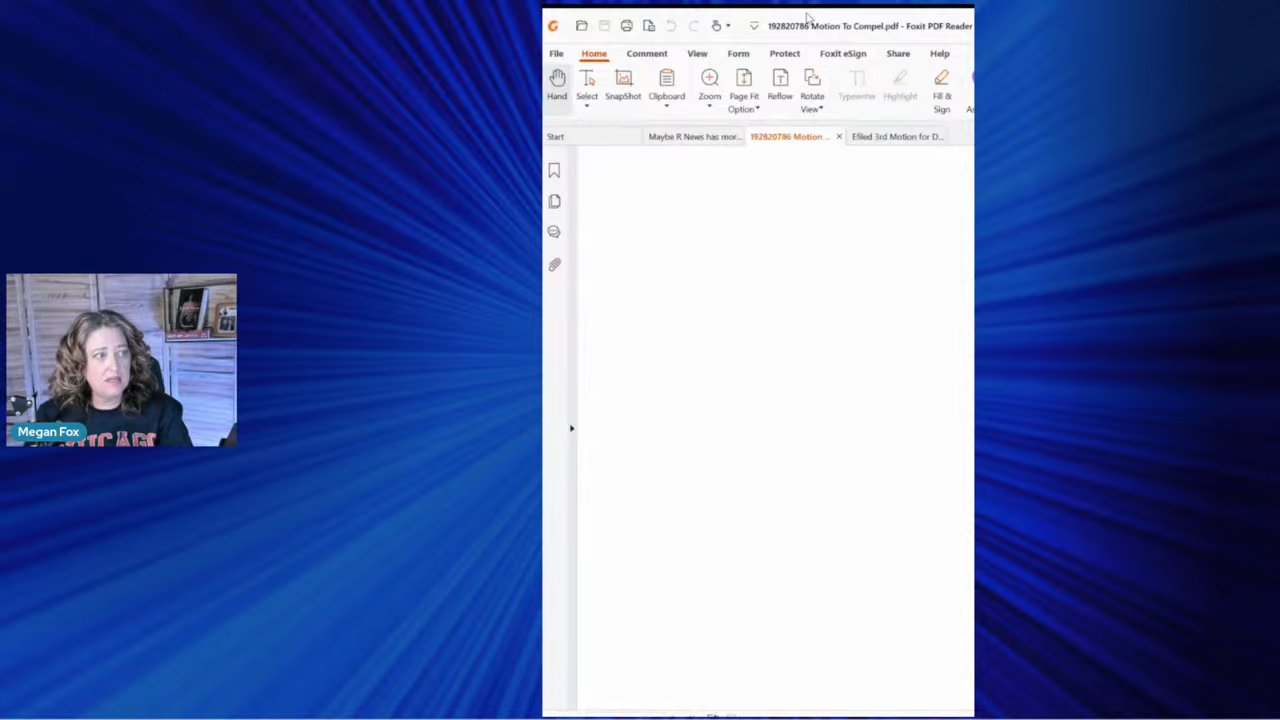 192820786 Motion To Compel.pdf - Foxit PDF Reader
File Home Comment View Form Protect Foxit eSign Share Help
Hand Select SnapShot Clipboard Zoom Page Fit Option Reflow Rotate View Typewriter Highlight Fill & Sign
Start Maybe R News has mor... 192820786 Motion ... Efiled 3rd Motion for D...
Megan Fox
CHICAGO